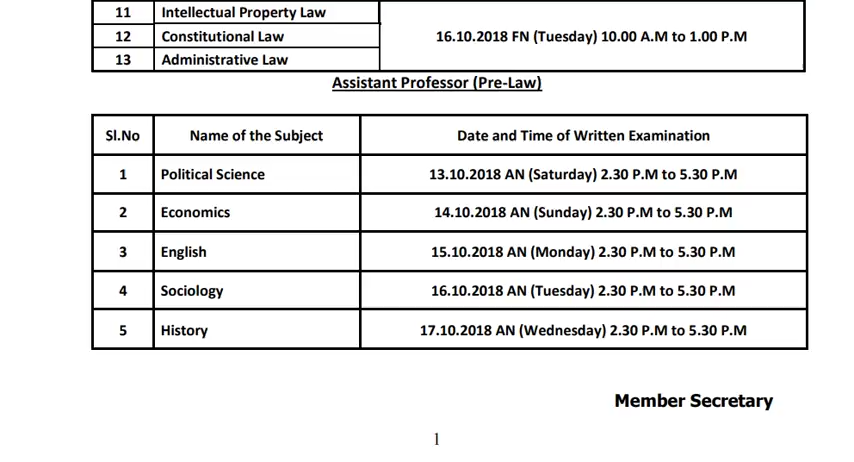 11 Intellectual Property Law
12 Constitutional Law 16.10.2018 FN (Tuesday) 10.00 A.M to 1.00 P.M
13 Administrative Law
Assistant Professor (Pre-Law)
Sl.No Name of the Subject Date and Time of Written Examination
1 Political Science 13.10.2018 AN (Saturday) 2.30 P.M to 5.30 P.M
2 Economics 14.10.2018 AN (Sunday) 2.30 P.M to 5.30 P.M
3 English 15.10.2018 AN (Monday) 2.30 P.M to 5.30 P.M
4 Sociology 16.10.2018 AN (Tuesday) 2.30 P.M to 5.30 P.M
5 History 17.10.2018 AN (Wednesday) 2.30 P.M to 5.30 P.M
Member Secretary
1